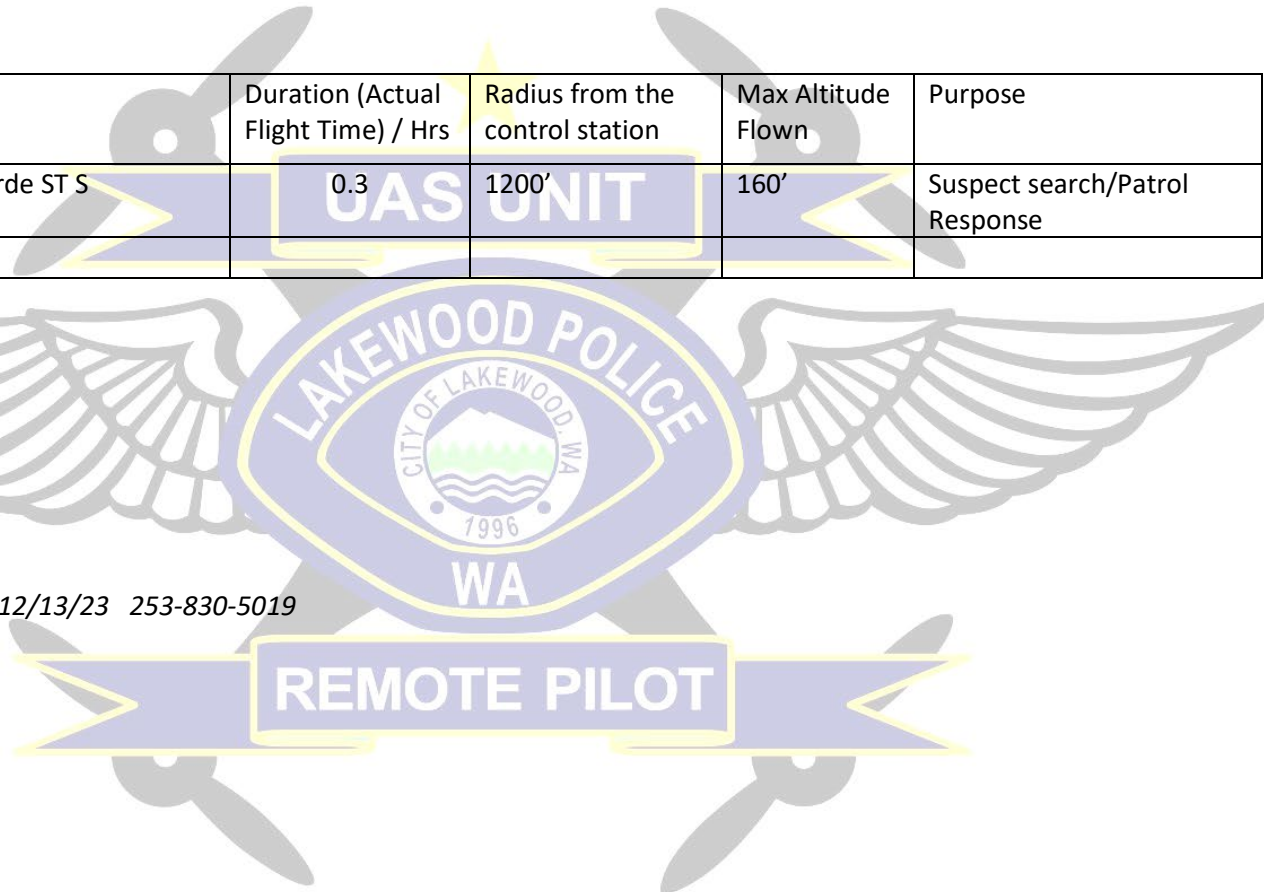 Duration (Actual Flight Time) / Hrs
Radius from the control station
Max Altitude Flown
Purpose
rde ST S
0.3
1200’
160’
Suspect search/Patrol Response
UAS UNIT
LAKEWOOD POLICE
CITY OF LAKEWOOD, WA
1996
WA
12/13/23 253-830-5019
REMOTE PILOT